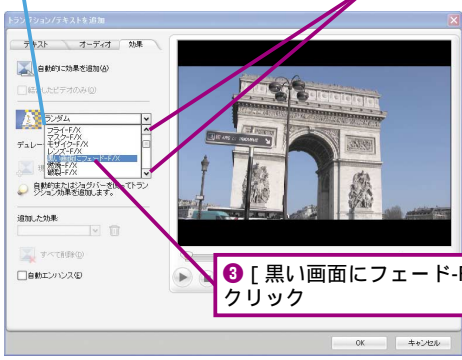 トランジション/テキストを追加
テキスト オーディオ 効果
自動的に効果を追加(A)
結合したビデオのみ(O)
ランダム
フライ-F/X
マスク-F/X
モザイク-F/X
レンズ-F/X
黒い画面にフェード-F/X
燃焼-F/X
破裂-F/X
デュレー
自動的またはジョグバーを使ってトラン
ジション効果を追加します。
追加した効果:
すべて削除(D)
自動エンハンス(E)
❸ [ 黒い画面にフェード-F
クリック
OK キャンセル